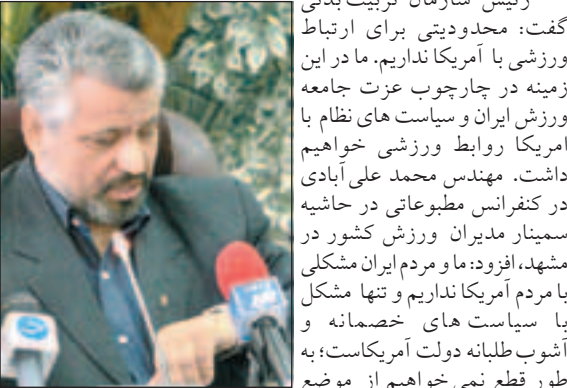 رئیس سازمان تربیت بدنی
گفت: محدودیتی برای ارتباط
ورزشی با آمریکا نداریم. ما در این
زمینه در چارچوب عزت جامعه
ورزش ایران و سیاست های نظام با
امریکا روابط ورزشی خواهیم
داشت. مهندس محمد علی آبادی
در کنفرانس مطبوعاتی در حاشیه
سمینار مدیران ورزش کشور در
مشهد، افزود: ما و مردم ایران مشکلی
با مردم آمریکا نداریم و تنها مشکل
با سیاست های خصمانه و
آشوب طلبانه دولت آمریکاست؛ به
طور قطع نمی خواهیم از موضع